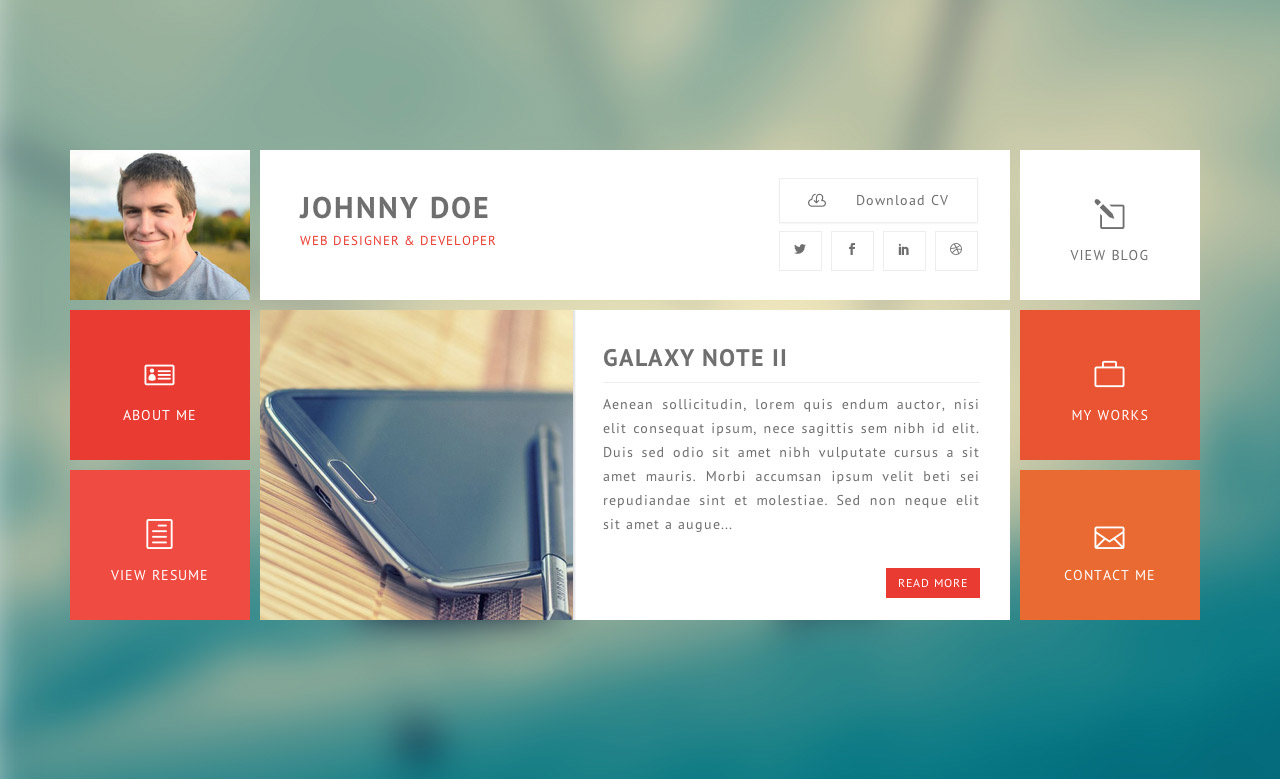 JOHNNY DOE
WEB DESIGNER & DEVELOPER
Download CV
VIEW BLOG
ABOUT ME
VIEW RESUME
GALAXY NOTE II
Aenean sollicitudin, lorem quis endum auctor, nisi
elit consequat ipsum, nece sagittis sem nibh id elit.
Duis sed odio sit amet nibh vulputate cursus a sit
amet mauris. Morbi accumsan ipsum velit beti sei
repudiandae sint et molestiae. Sed non neque elit
sit amet a augue...
READ MORE
MY WORKS
CONTACT ME
SAMSUNG